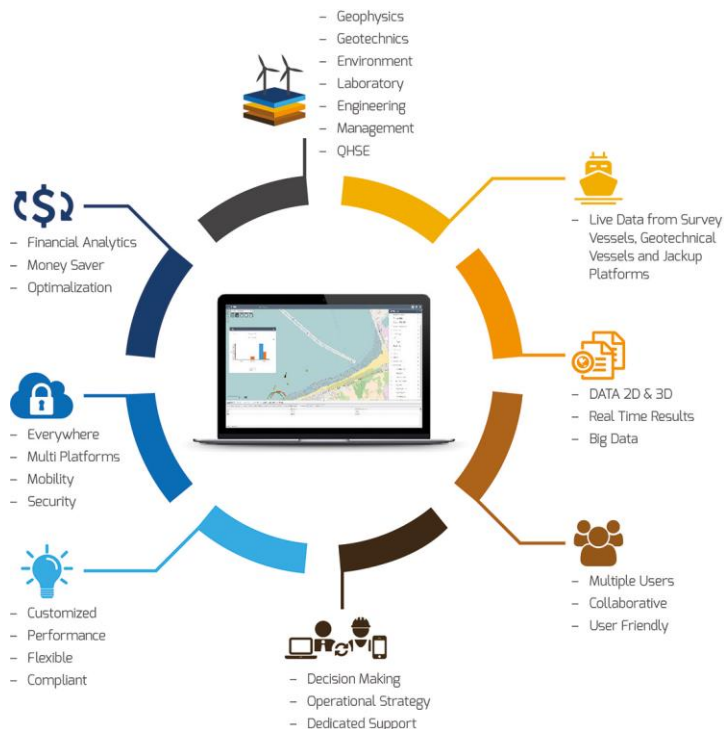 – Geophysics
– Geotechnics
– Environment
– Laboratory
– Engineering
– Management
– QHSE
– Live Data from Survey
Vessels, Geotechnical
Vessels and Jackup
Platforms
– DATA 2D & 3D
– Real Time Results
– Big Data
– Multiple Users
– Collaborative
– User Friendly
– Decision Making
– Operational Strategy
– Dedicated Support
– Customized
– Performance
– Flexible
– Compliant
– Everywhere
– Multi Platforms
– Mobility
– Security
$
– Financial Analytics
– Money Saver
– Optimalization